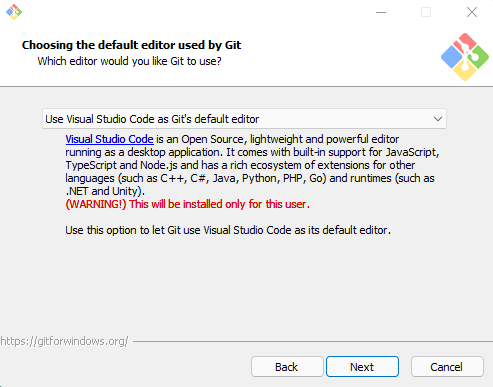 Choosing the default editor used by Git
Which editor would you like Git to use?
Use Visual Studio Code as Git's default editor
Visual Studio Code is an Open Source, lightweight and powerful editor
running as a desktop application. It comes with built-in support for JavaScript,
TypeScript and Node.js and has a rich ecosystem of extensions for other
languages (such as C++, C#, Java, Python, PHP, Go) and runtimes (such as
.NET and Unity).
(WARNING!) This will be installed only for this user.
Use this option to let Git use Visual Studio Code as its default editor.
https://gitforwindows.org/
Back
Next
Cancel